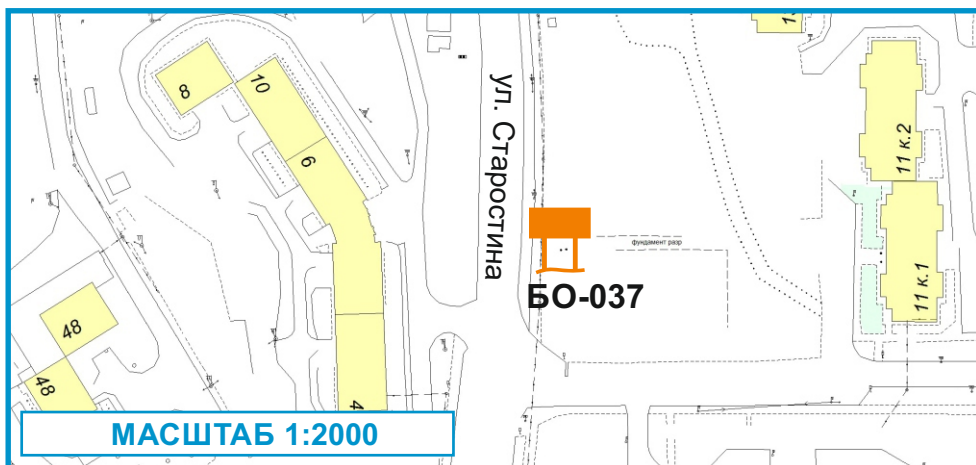 8
10
6
ул. Старостина
11 к.2
11 к.1
фундамент разр
БО-037
48
48
4
МАСШТАБ 1:2000